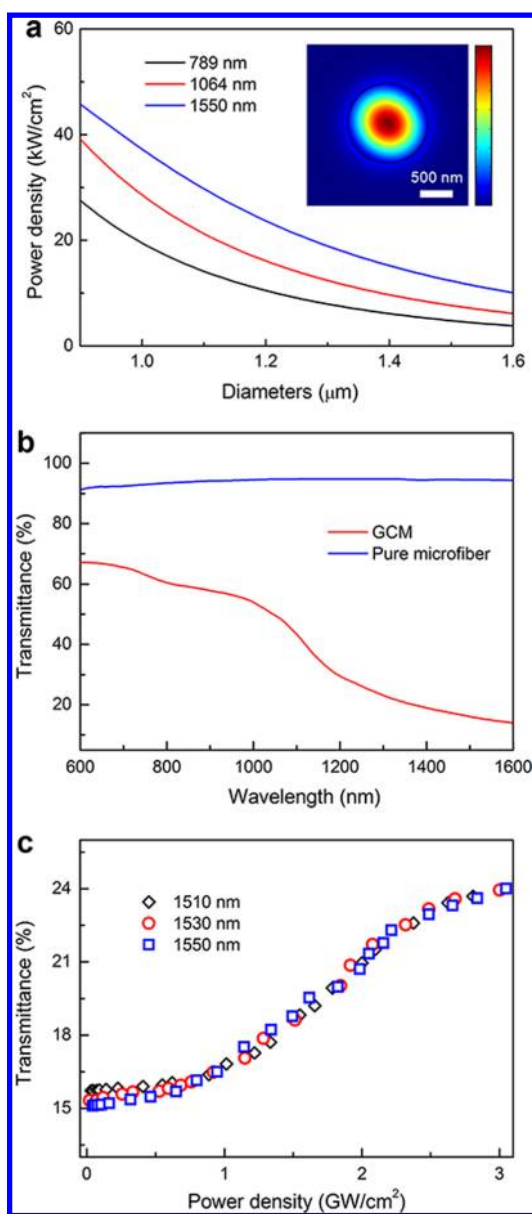 a
60
40
20
0
Power density (kW/cm²)
789 nm
1064 nm
1550 nm
500 nm
1.0
1.2
1.4
1.6
Diameters (μm)
b
100
80
60
40
20
Transmittance (%)
GCM
Pure microfiber
600
800
1000
1200
1400
1600
Wavelength (nm)
c
24
21
18
15
Transmittance (%)
1510 nm
1530 nm
1550 nm
0
1
2
3
Power density (GW/cm²)